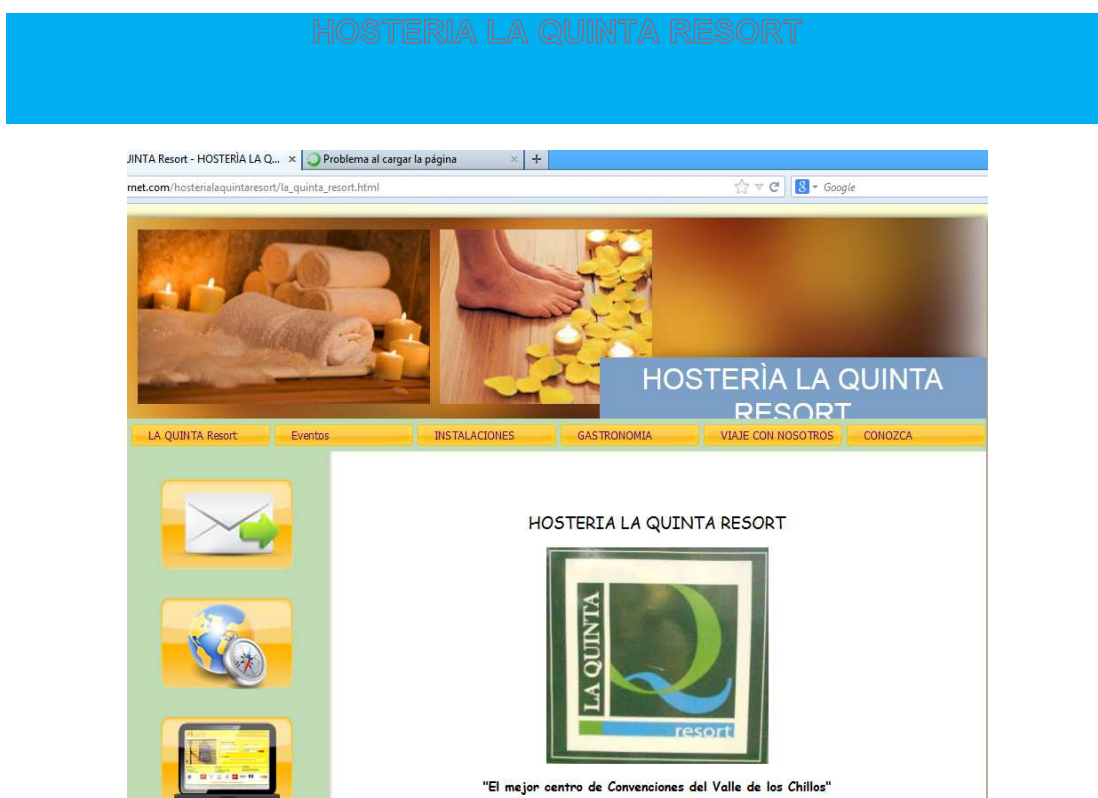 HOSTERIA LA QUINTA RESORT
JINTA Resort - HOSTERÌA LA Q... × Problema al cargar la página × +
rnet.com/hosterialaquintaresort/la_quinta_resort.html
8 Google
HOSTERÌA LA QUINTA
RESORT
LA QUINTA Resort Eventos INSTALACIONES GASTRONOMIA VIAJE CON NOSOTROS CONOZCA
HOSTERIA LA QUINTA RESORT
LA QUINTA
resort
"El mejor centro de Convenciones del Valle de los Chillos"